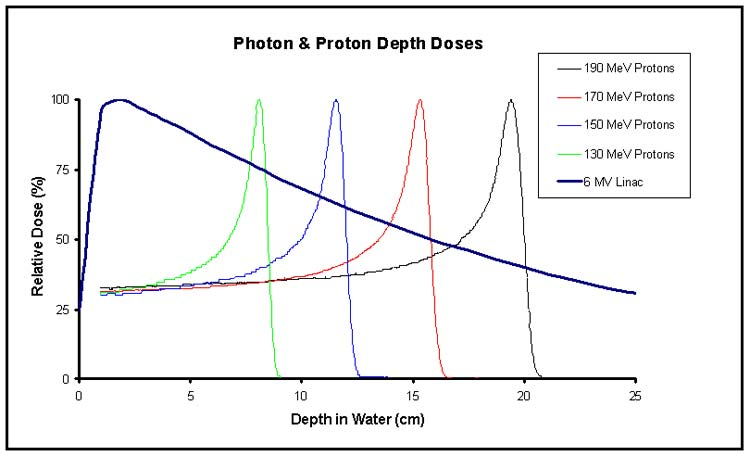 Photon & Proton Depth Doses
190 MeV Protons
170 MeV Protons
150 MeV Protons
130 MeV Protons
6 MV Linac
Relative Dose (%)
100
75
50
25
0
0 5 10 15 20 25
Depth in Water (cm)